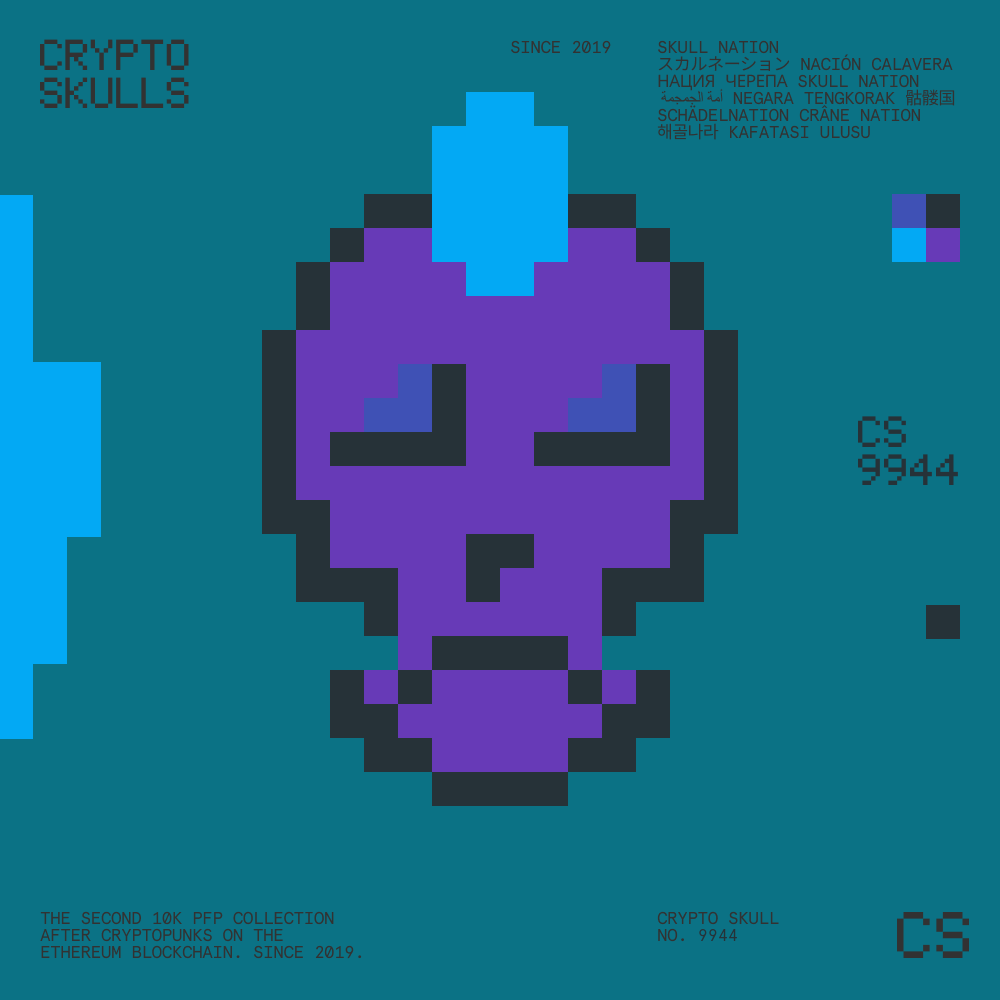 CRYPTO
SKULLS
SINCE 2019
SKULL NATION
スカルネーション NACIÓN CALAVERA
НАЦИЯ ЧЕРЕПА SKULL NATION
أمة الجمجمة NEGARA TENGKORAK 骷髅国
SCHÄDELNATION CRÂNE NATION
해골나라 KAFATASI ULUSU
CS
9944
THE SECOND 10K PFP COLLECTION
AFTER CRYPTOPUNKS ON THE
ETHEREUM BLOCKCHAIN. SINCE 2019.
CRYPTO SKULL
NO. 9944
CS